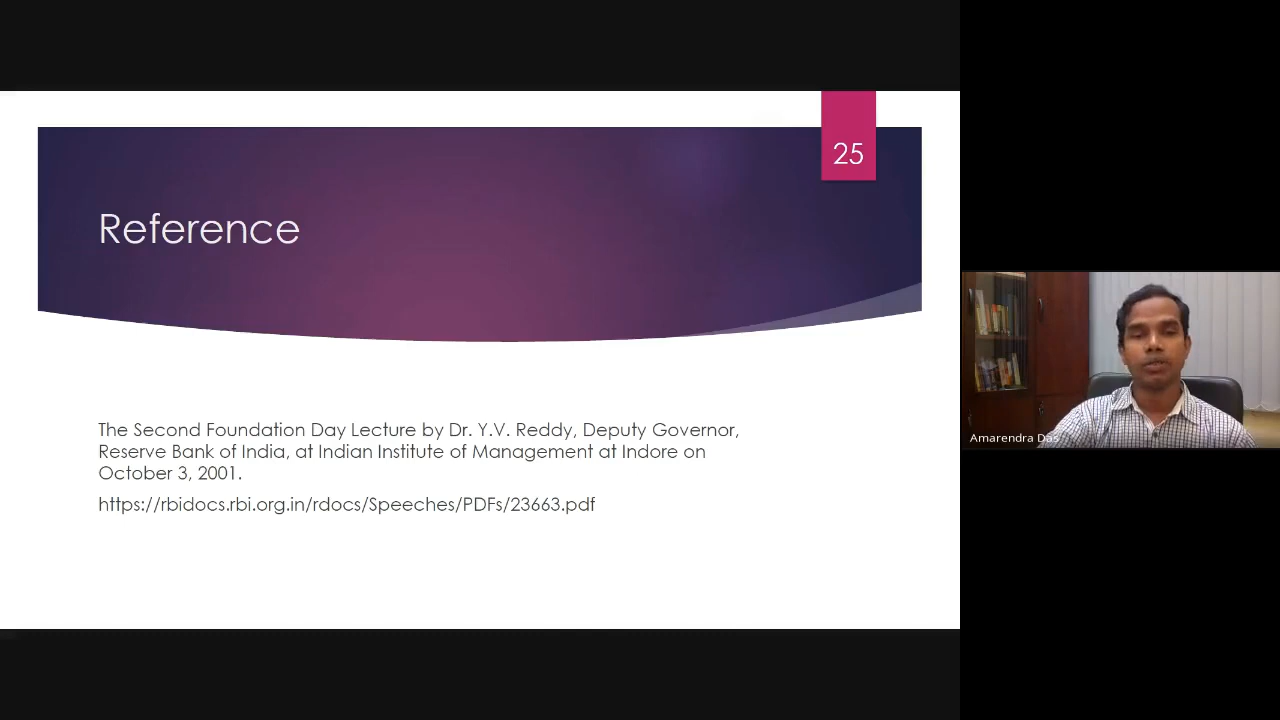 25
Reference
The Second Foundation Day Lecture by Dr. Y.V. Reddy, Deputy Governor,
Reserve Bank of India, at Indian Institute of Management at Indore on
October 3, 2001.
https://rbidocs.rbi.org.in/rdocs/Speeches/PDFs/23663.pdf
Amarendra Das